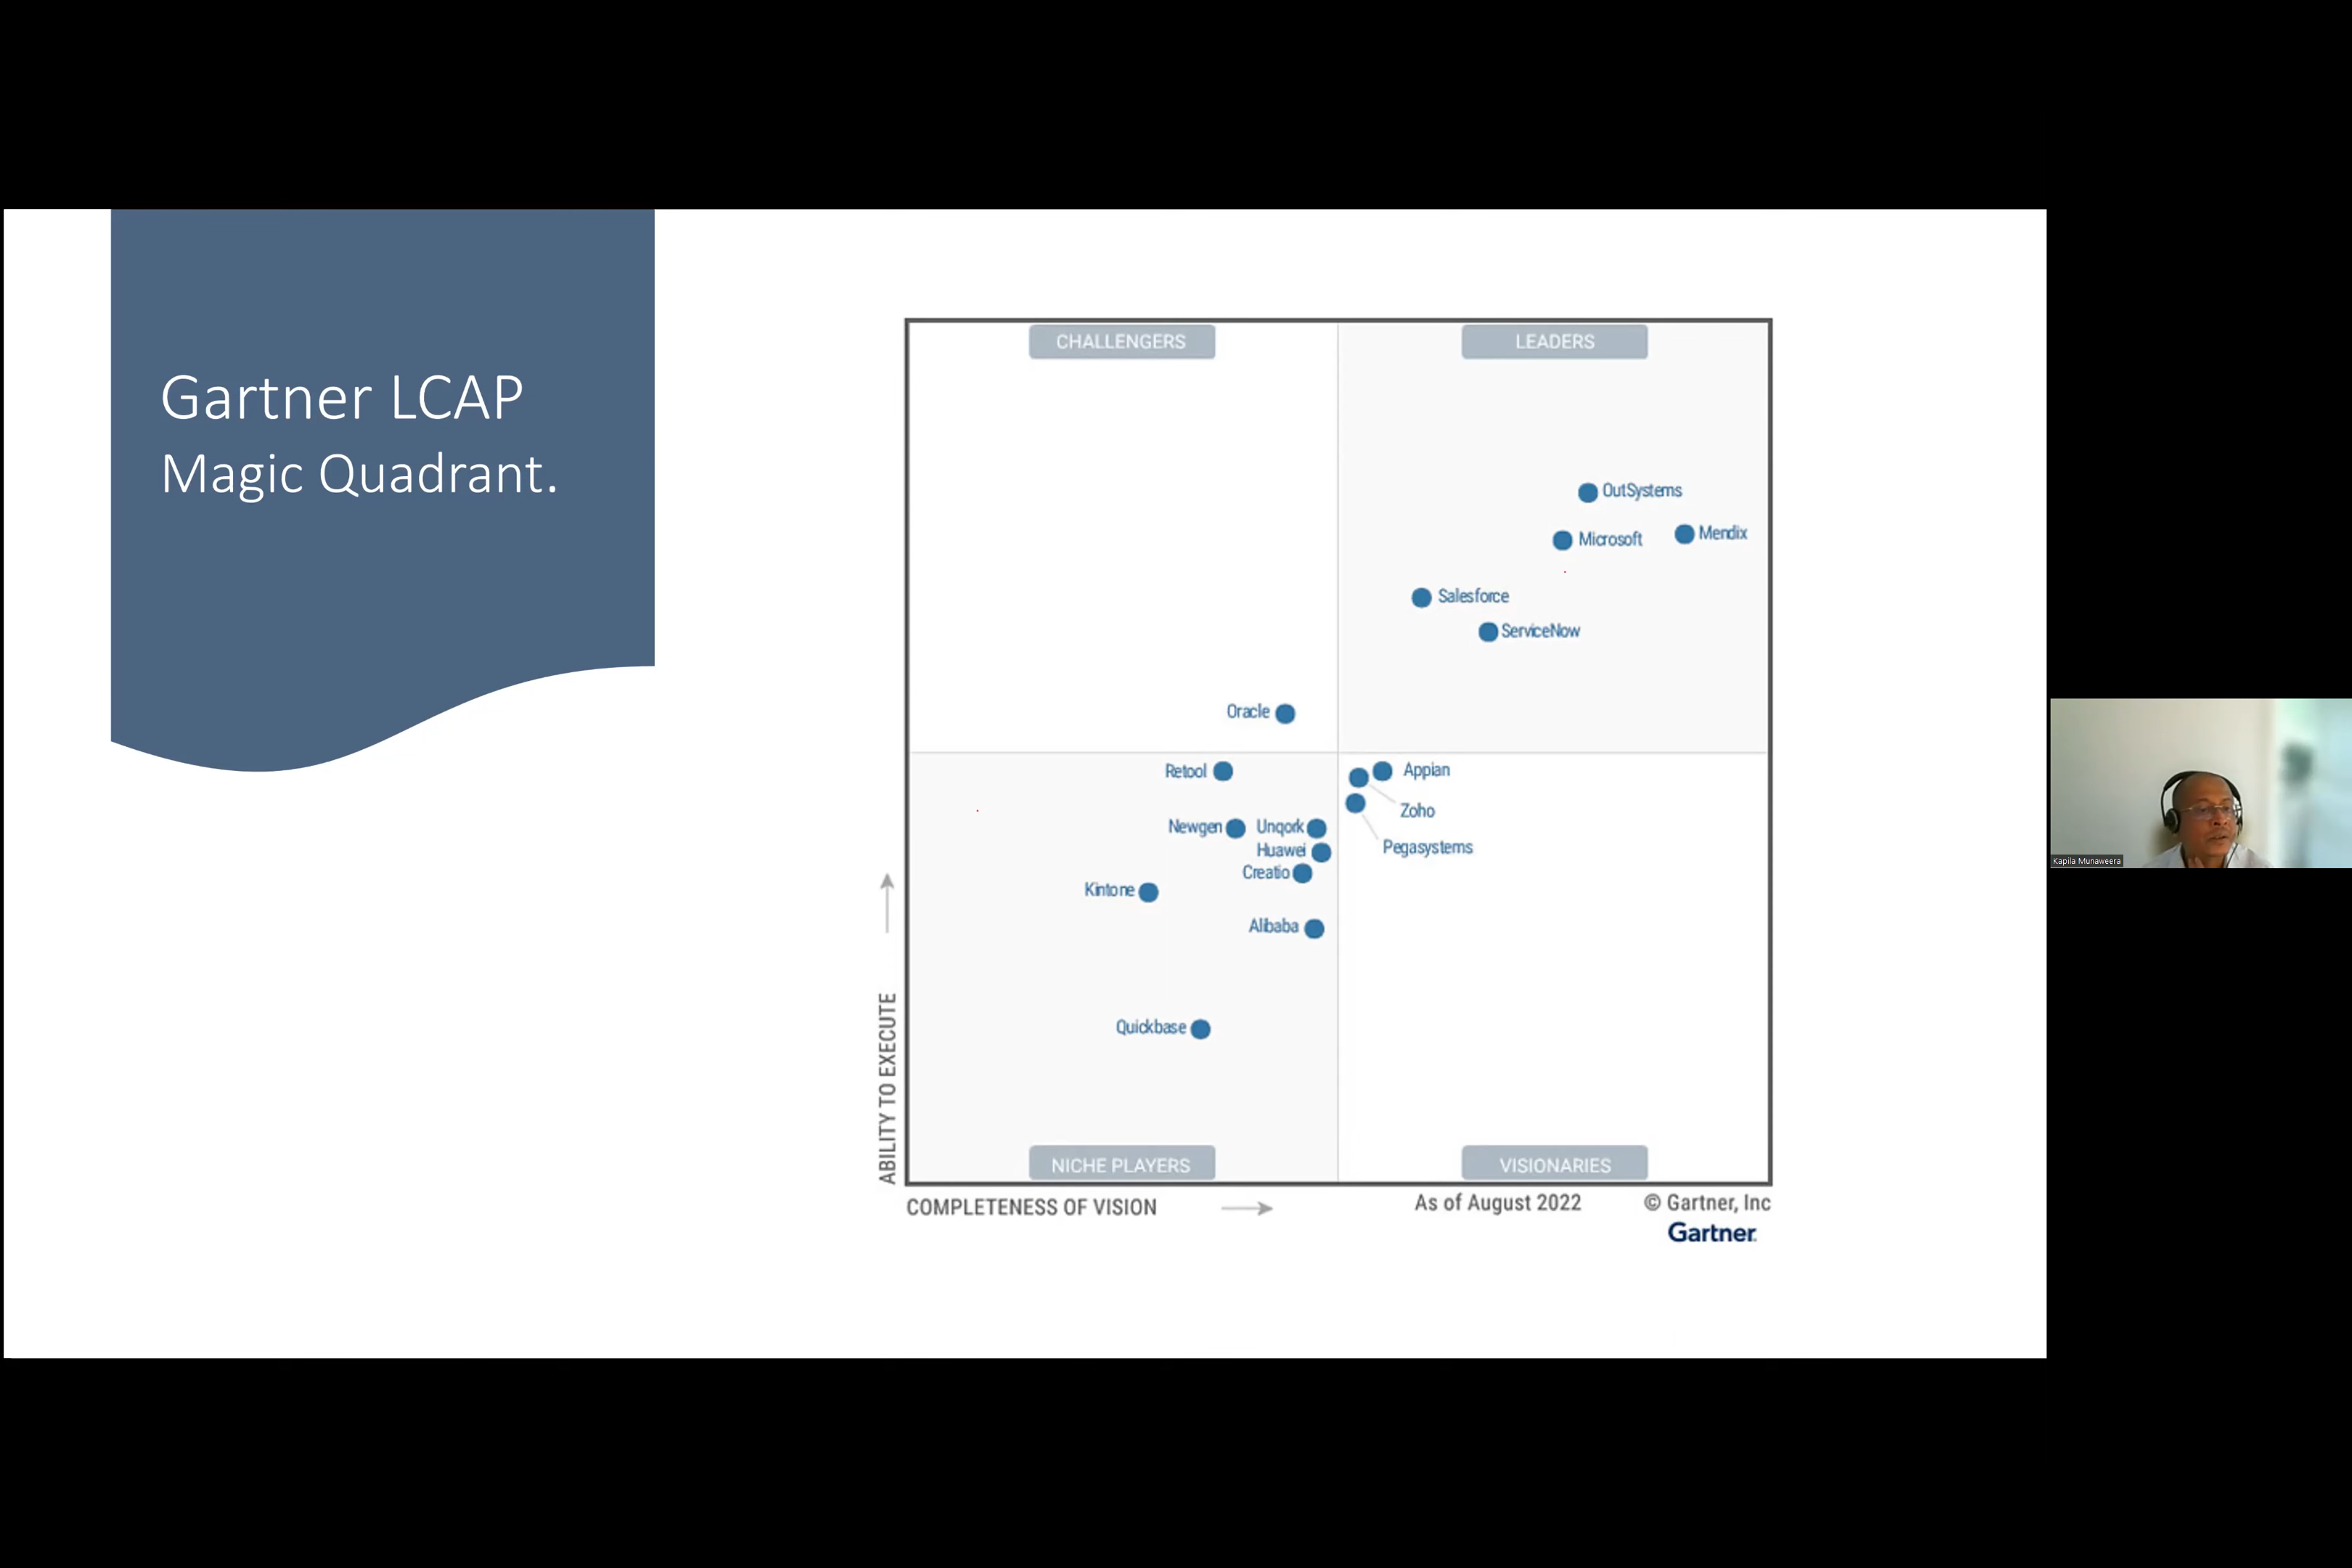 Gartner LCAP
Magic Quadrant.
CHALLENGERS
LEADERS
OutSystems
Microsoft
Mendix
Salesforce
ServiceNow
Oracle
Retool
Appian
Zoho
Newgen
Unqork
Huawei
Pegasystems
Creatio
Kintone
Alibaba
Quickbase
NICHE PLAYERS
VISIONARIES
ABILITY TO EXECUTE
COMPLETENESS OF VISION
As of August 2022
© Gartner, Inc
Gartner
Kapila Munaweera